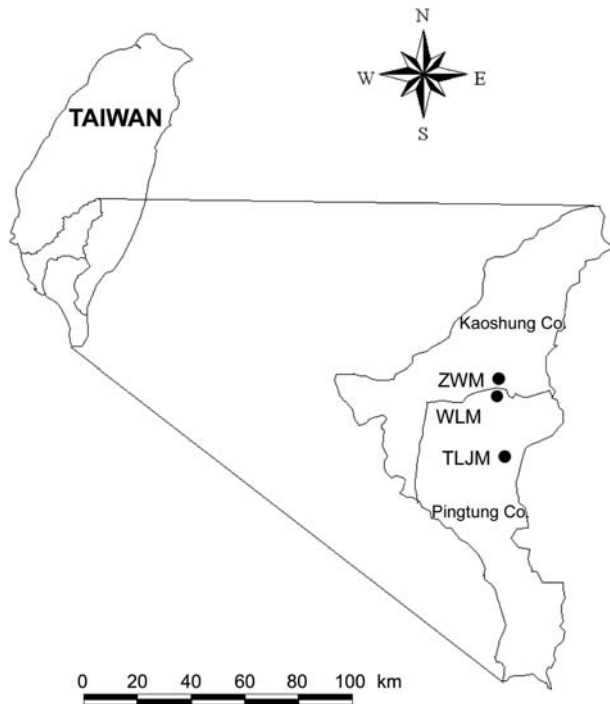 N
W E
S
TAIWAN
Kaoshung Co.
ZWM
WLM
TLJM
Pingtung Co.
0 20 40 60 80 100 km